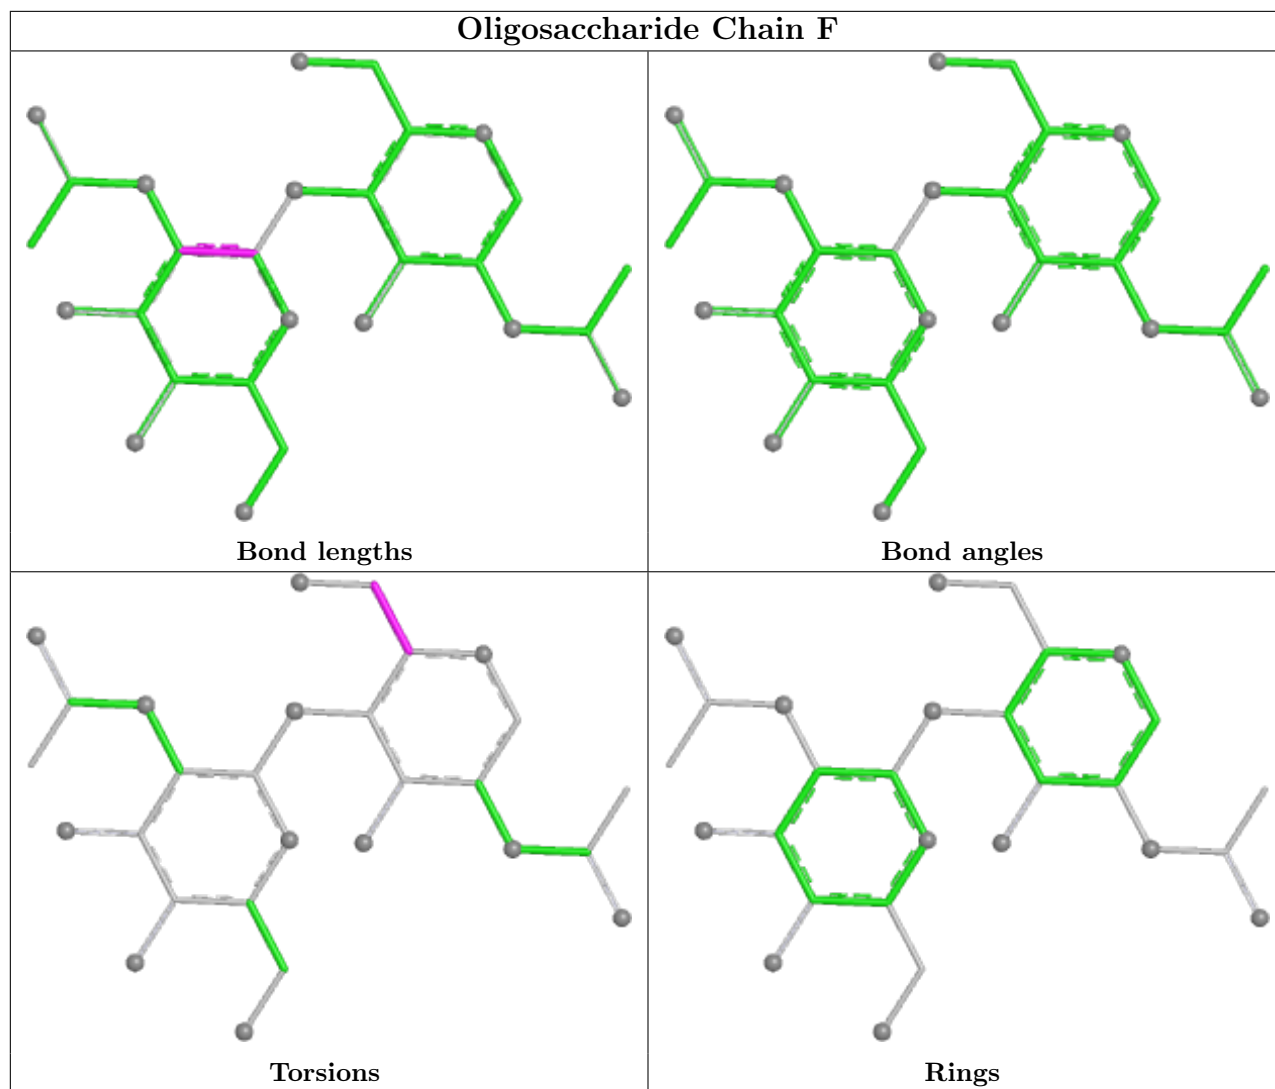 Oligosaccharide Chain F
Bond lengths
Bond angles
Torsions
Rings